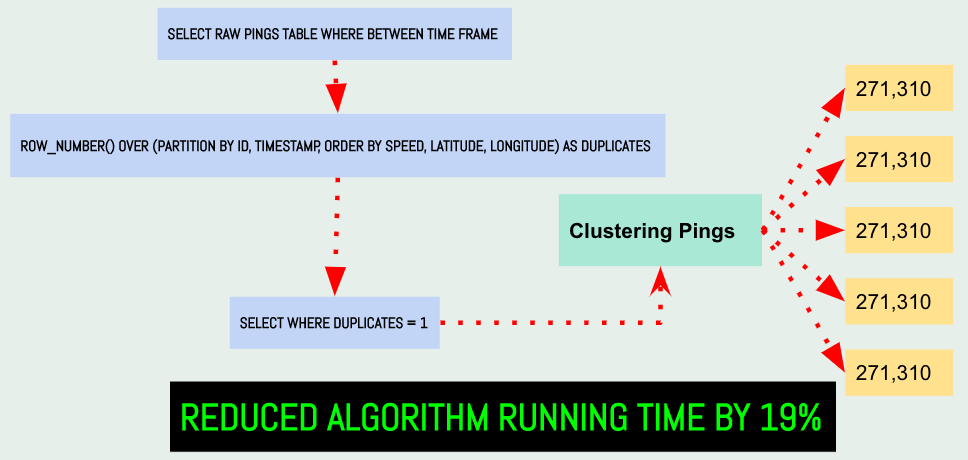 SELECT RAW PINGS TABLE WHERE BETWEEN TIME FRAME
ROW_NUMBER() OVER (PARTITION BY ID, TIMESTAMP, ORDER BY SPEED, LATITUDE, LONGITUDE) AS DUPLICATES
SELECT WHERE DUPLICATES = 1
Clustering Pings
271,310
271,310
271,310
271,310
271,310
REDUCED ALGORITHM RUNNING TIME BY 19%